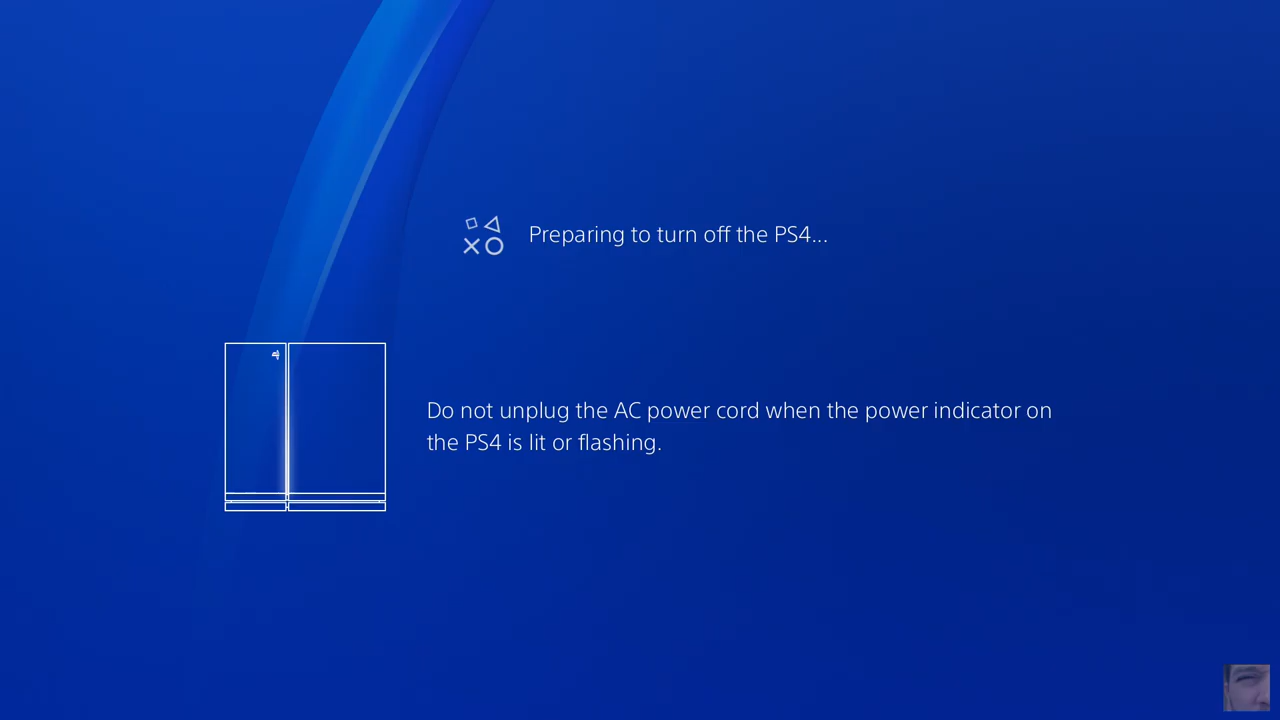 Preparing to turn off the PS4...
Do not unplug the AC power cord when the power indicator on
the PS4 is lit or flashing.